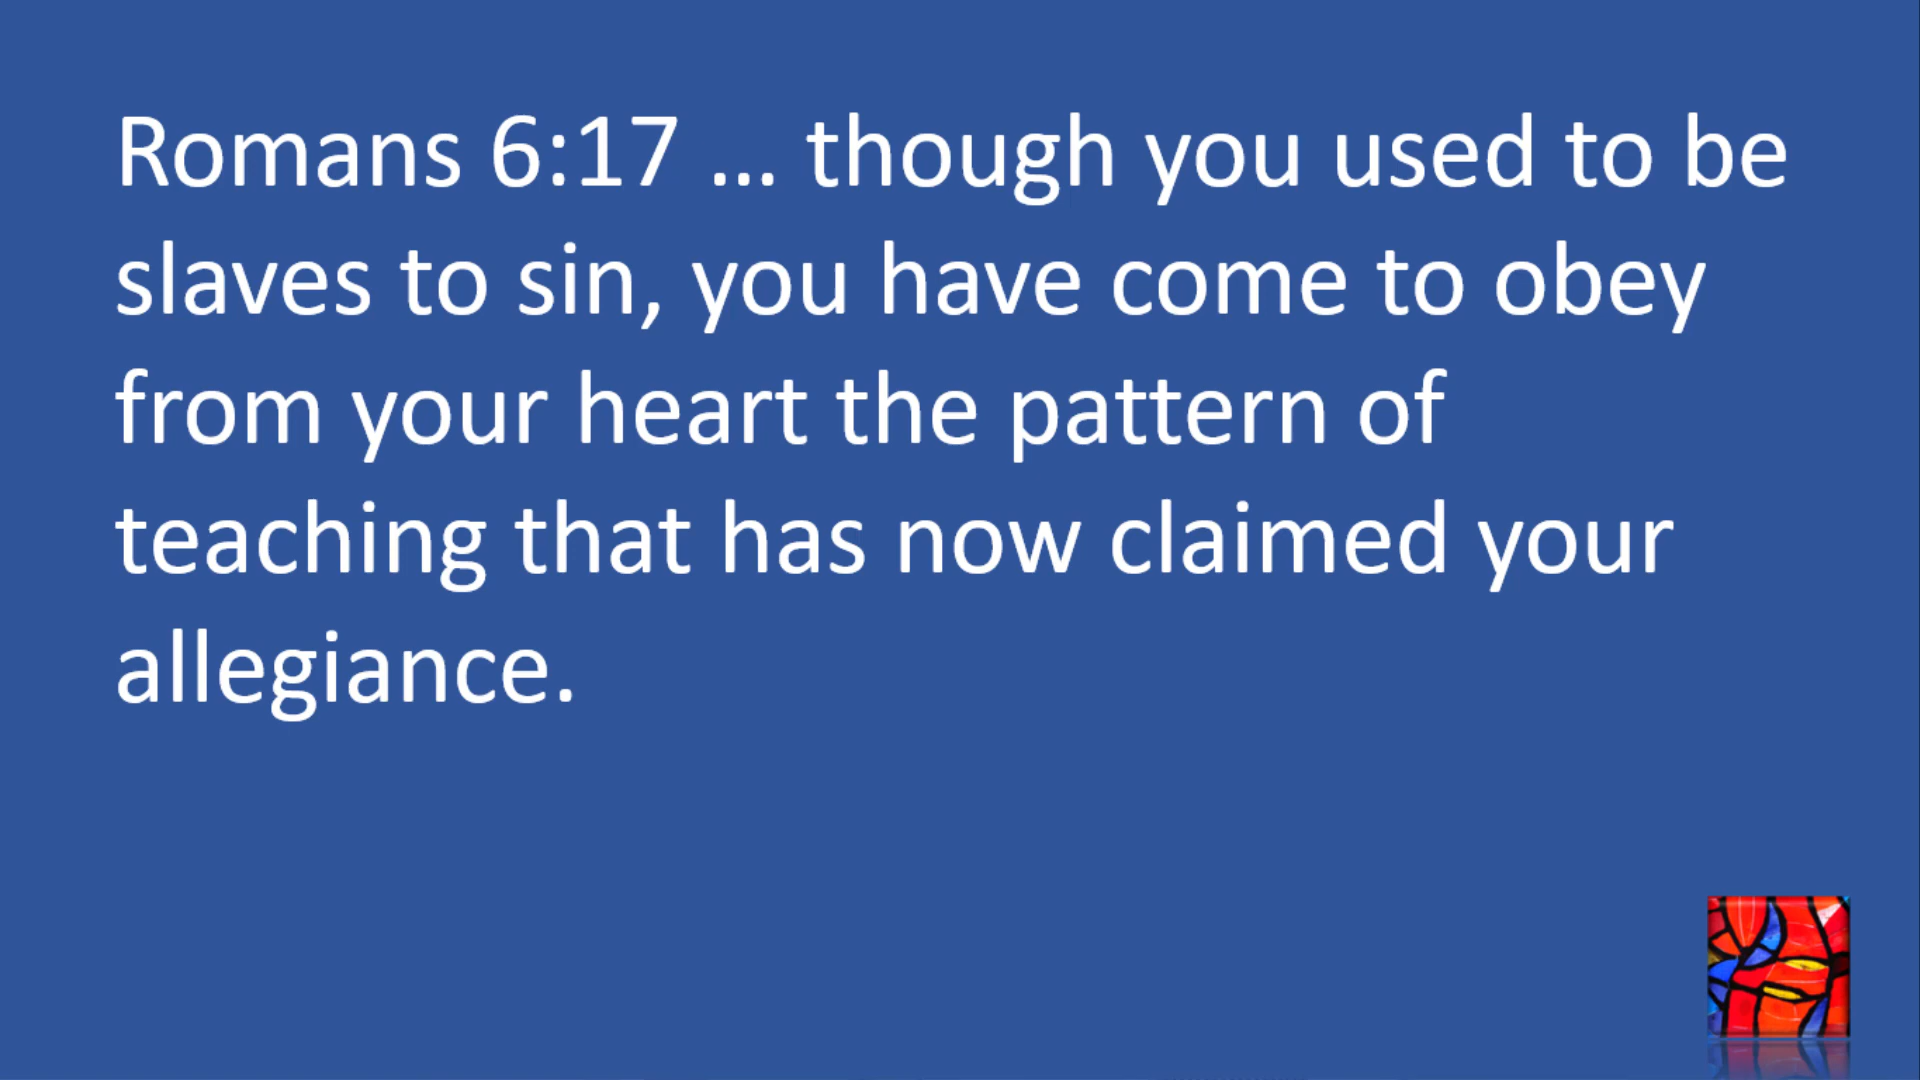 Romans 6:17 ... though you used to be
slaves to sin, you have come to obey
from your heart the pattern of
teaching that has now claimed your
allegiance.